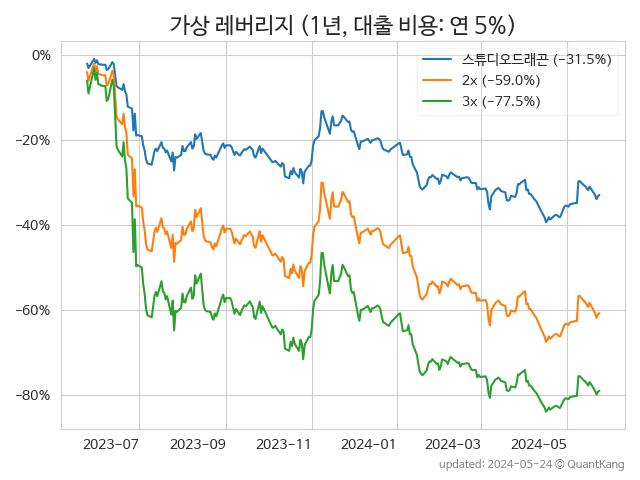 가상 레버리지 (1년, 대출 비용: 연 5%)
스튜디오드래곤 (−31.5%)
2x (−59.0%)
3x (−77.5%)
0%
−20%
−40%
−60%
−80%
2023−07 2023−09 2023−11 2024−01 2024−03 2024−05
updated: 2024−05−24 © QuantKang